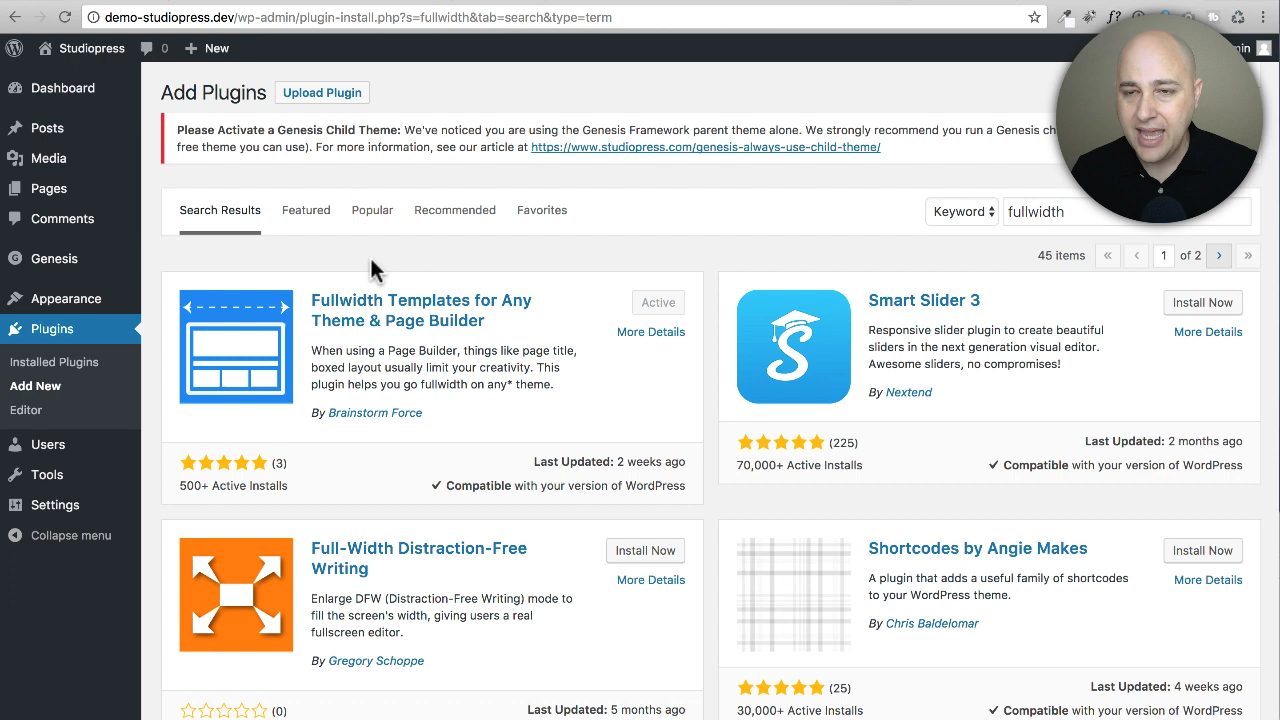 demo-studiopress.dev/wp-admin/plugin-install.php?s=fullwidth&tab=search&type=term
Studiopress
0
New
Dashboard
Posts
Media
Pages
Comments
Genesis
Appearance
Plugins
Installed Plugins
Add New
Editor
Users
Tools
Settings
Collapse menu
Add Plugins
Upload Plugin
Please Activate a Genesis Child Theme: We've noticed you are using the Genesis Framework parent theme alone. We strongly recommend you run a Genesis
free theme you can use). For more information, see our article at https://www.studiopress.com/genesis-always-use-child-theme/
Search Results
Featured
Popular
Recommended
Favorites
Keyword
fullwidth
45 items
«
‹
1
of 2
›
»
Fullwidth Templates for Any
Theme & Page Builder
Active
More Details
When using a Page Builder, things like page title,
boxed layout usually limit your creativity. This
plugin helps you go fullwidth on any* theme.
By Brainstorm Force
(3)
500+ Active Installs
Last Updated: 2 weeks ago
Compatible with your version of WordPress
S
Smart Slider 3
Install Now
More Details
Responsive slider plugin to create beautiful
sliders in the next generation visual editor.
Awesome sliders, no compromises!
By Nextend
(225)
70,000+ Active Installs
Last Updated: 2 months ago
Compatible with your version of WordPress
Full-Width Distraction-Free
Writing
Install Now
More Details
Enlarge DFW (Distraction-Free Writing) mode to
fill the screen's width, giving users a real
fullscreen editor.
By Gregory Schoppe
(0)
Last Updated: 5 months ago
Shortcodes by Angie Makes
Install Now
More Details
A plugin that adds a useful family of shortcodes
to your WordPress theme.
By Chris Baldelomar
(25)
30,000+ Active Installs
Last Updated: 4 weeks ago
Compatible with your version of WordPress